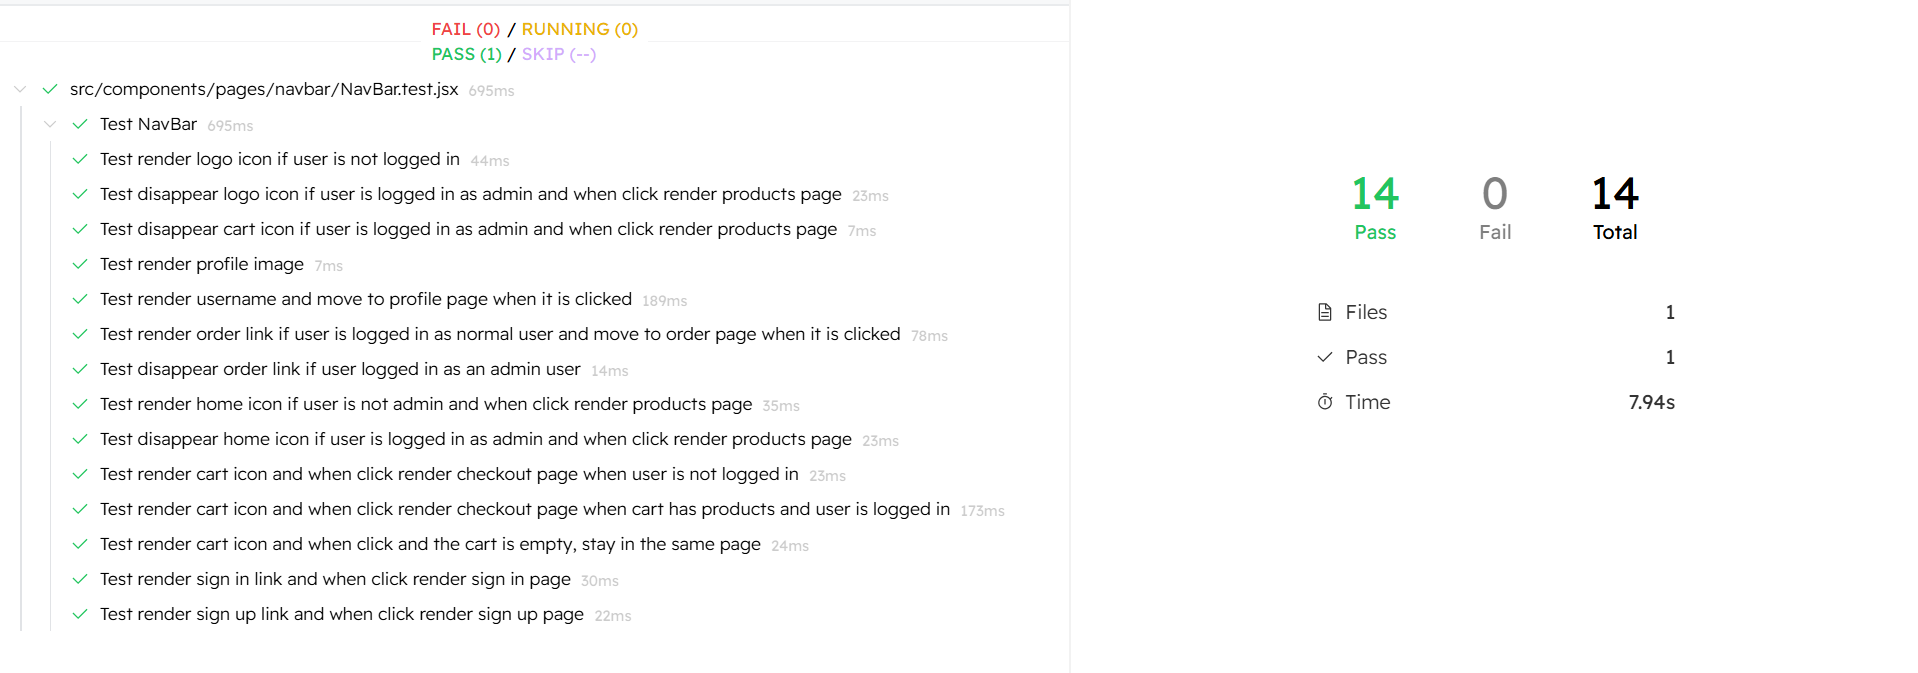 FAIL (0) / RUNNING (0)
PASS (1) / SKIP (--)
src/components/pages/navbar/NavBar.test.jsx 695ms
Test NavBar 695ms
Test render logo icon if user is not logged in 44ms
Test disappear logo icon if user is logged in as admin and when click render products page 23ms
Test disappear cart icon if user is logged in as admin and when click render products page 7ms
Test render profile image 7ms
Test render username and move to profile page when it is clicked 189ms
Test render order link if user is logged in as normal user and move to order page when it is clicked 78ms
Test disappear order link if user logged in as an admin user 14ms
Test render home icon if user is not admin and when click render products page 35ms
Test disappear home icon if user is logged in as admin and when click render products page 23ms
Test render cart icon and when click render checkout page when user is not logged in 23ms
Test render cart icon and when click render checkout page when cart has products and user is logged in 173ms
Test render cart icon and when click and the cart is empty, stay in the same page 24ms
Test render sign in link and when click render sign in page 30ms
Test render sign up link and when click render sign up page 22ms
14 0 14
Pass Fail Total
Files 1
Pass 1
Time 7.94s